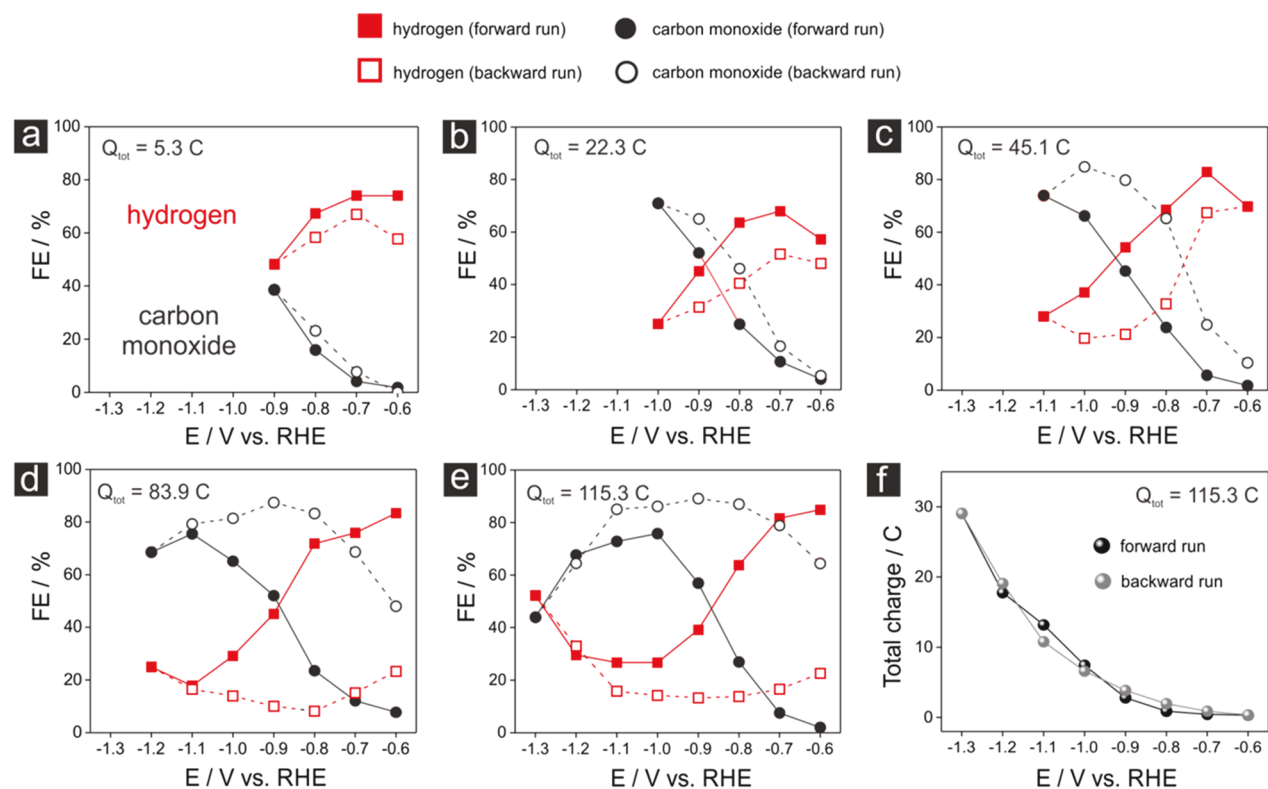 hydrogen (forward run)
carbon monoxide (forward run)
hydrogen (backward run)
carbon monoxide (backward run)
a
Qtot = 5.3 C
hydrogen
carbon
monoxide
FE / %
100
80
60
40
20
0
-1.3 -1.2 -1.1 -1.0 -0.9 -0.8 -0.7 -0.6
E / V vs. RHE
b
Qtot = 22.3 C
FE / %
100
80
60
40
20
0
-1.3 -1.2 -1.1 -1.0 -0.9 -0.8 -0.7 -0.6
E / V vs. RHE
c
Qtot = 45.1 C
FE / %
100
80
60
40
20
0
-1.3 -1.2 -1.1 -1.0 -0.9 -0.8 -0.7 -0.6
E / V vs. RHE
d
Qtot = 83.9 C
FE / %
100
80
60
40
20
0
-1.3 -1.2 -1.1 -1.0 -0.9 -0.8 -0.7 -0.6
E / V vs. RHE
e
Qtot = 115.3 C
FE / %
100
80
60
40
20
0
-1.3 -1.2 -1.1 -1.0 -0.9 -0.8 -0.7 -0.6
E / V vs. RHE
f
Qtot = 115.3 C
forward run
backward run
Total charge / C
30
20
10
0
-1.3 -1.2 -1.1 -1.0 -0.9 -0.8 -0.7 -0.6
E / V vs. RHE